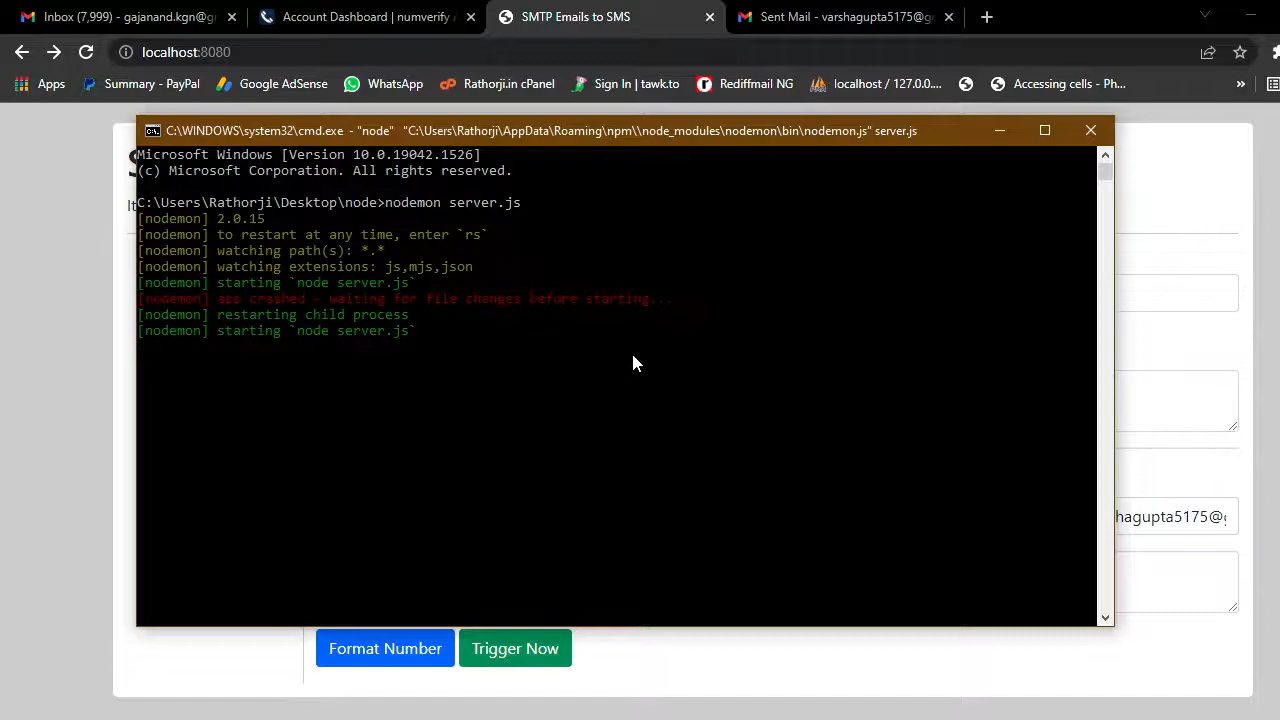 Inbox (7,999) - gajanand.kgn@gr
Account Dashboard | numverify A
SMTP Emails to SMS
Sent Mail - varshagupta5175@gr
localhost:8080
Apps
Summary - PayPal
Google AdSense
WhatsApp
Rathorji.in cPanel
Sign In | tawk.to
Rediffmail NG
localhost / 127.0.0....
Accessing cells - Ph...
»
C:\WINDOWS\system32\cmd.exe - "node" "C:\Users\Rathorji\AppData\Roaming\npm\\node_modules\nodemon\bin\nodemon.js" server.js
Microsoft Windows [Version 10.0.19042.1526]
(c) Microsoft Corporation. All rights reserved.
C:\Users\Rathorji\Desktop\node>nodemon server.js
[nodemon] 2.0.15
[nodemon] to restart at any time, enter `rs`
[nodemon] watching path(s): *.*
[nodemon] watching extensions: js,mjs,json
[nodemon] starting `node server.js`
[nodemon] app crashed - waiting for file changes before starting...
[nodemon] restarting child process
[nodemon] starting `node server.js`
hagupta5175@g
Format Number
Trigger Now